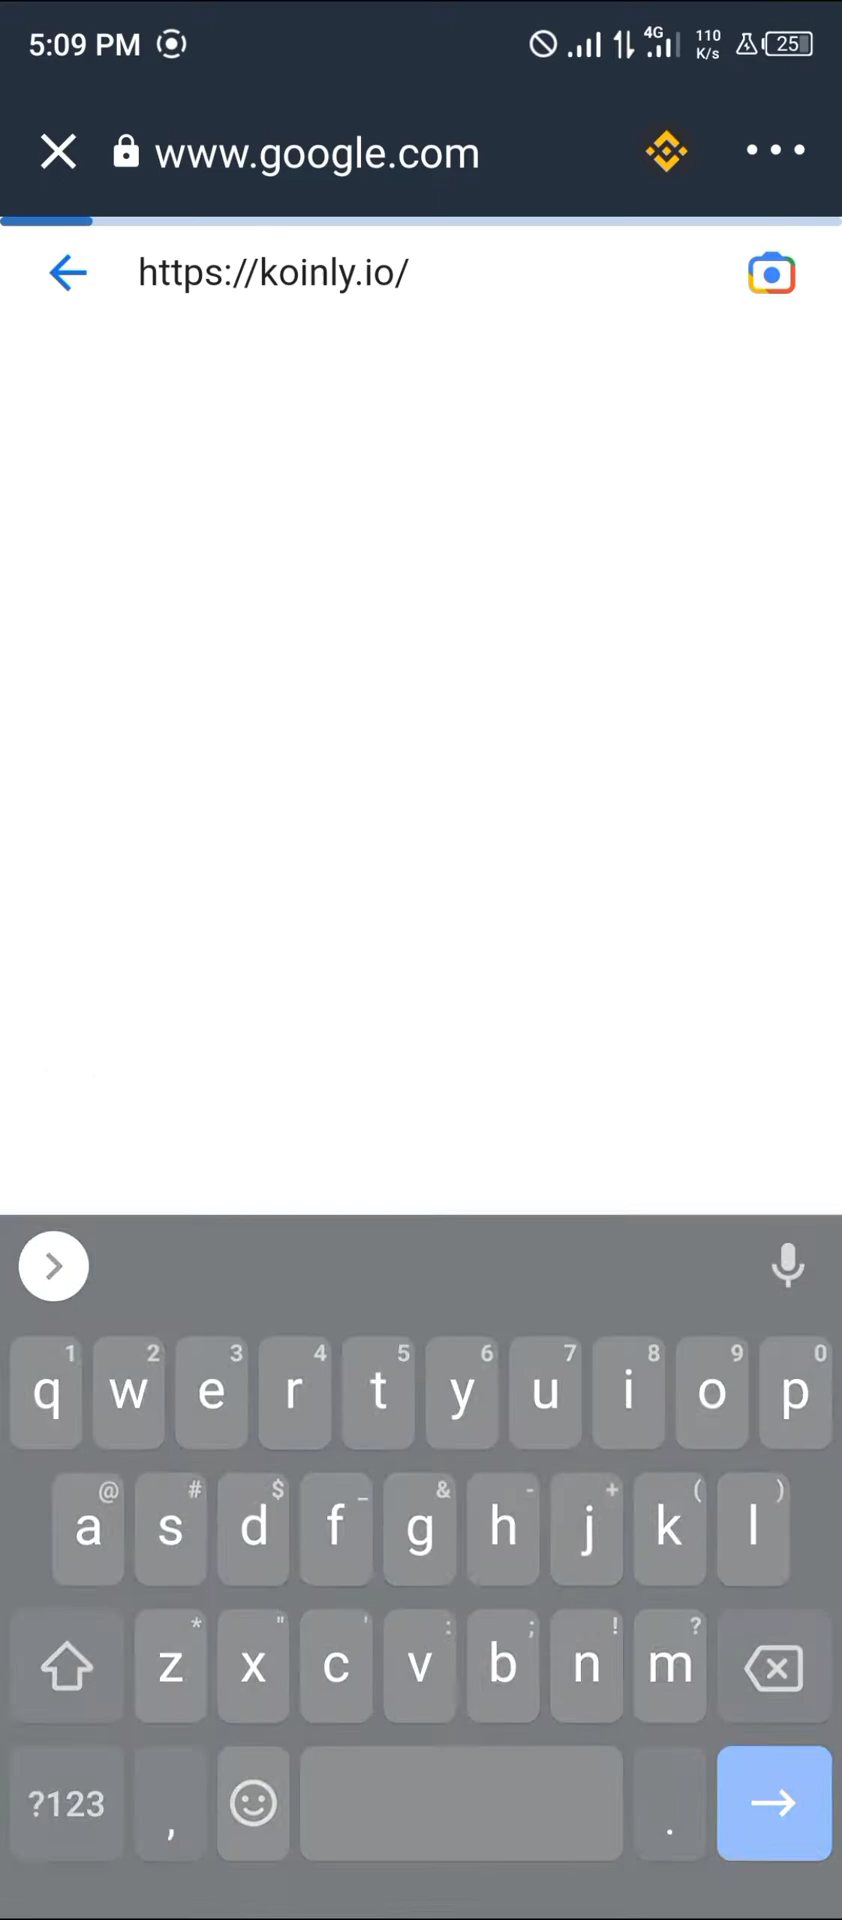 5:09 PM 4G 110 K/s 25
www.google.com
https://koinly.io/
1 2 3 4 5 6 7 8 9 0
q w e r t y u i o p
@ # $ _ & - + ( )
a s d f g h j k l
* " ' : ; ! ?
z x c v b n m
?123 , .